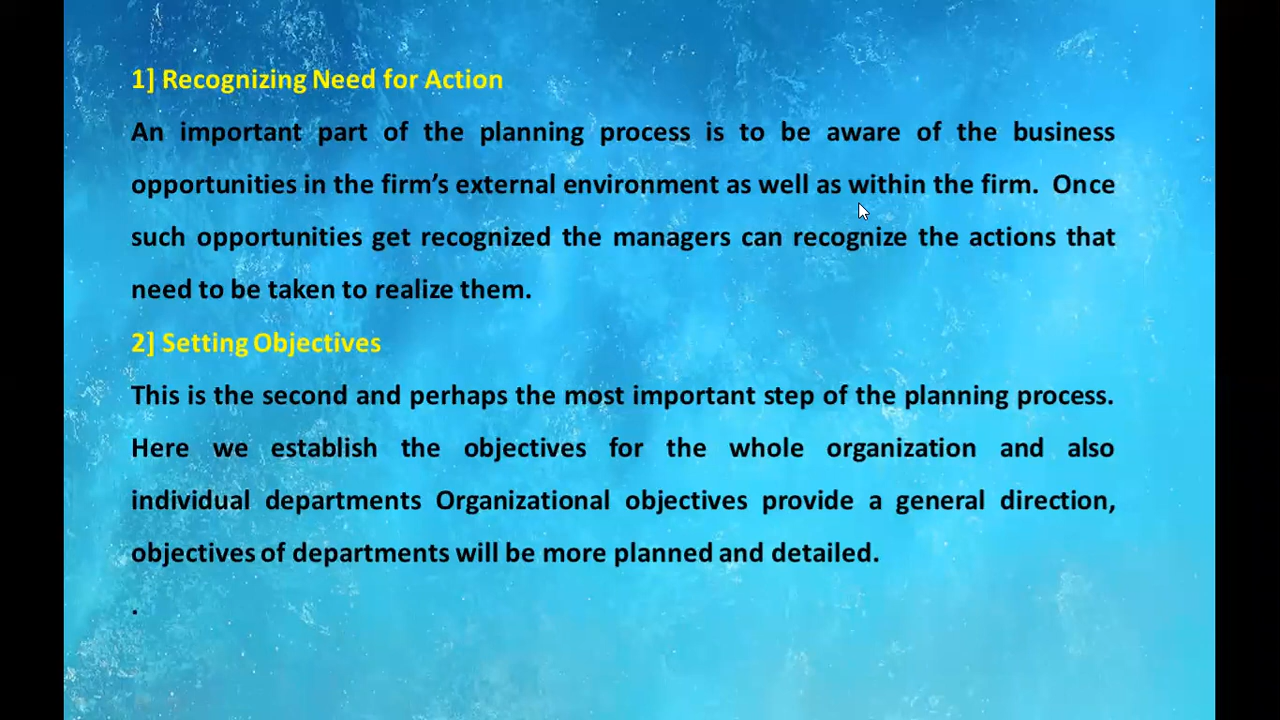 1] Recognizing Need for Action
An important part of the planning process is to be aware of the business
opportunities in the firm’s external environment as well as within the firm. Once
such opportunities get recognized the managers can recognize the actions that
need to be taken to realize them.
2] Setting Objectives
This is the second and perhaps the most important step of the planning process.
Here we establish the objectives for the whole organization and also
individual departments Organizational objectives provide a general direction,
objectives of departments will be more planned and detailed.
.